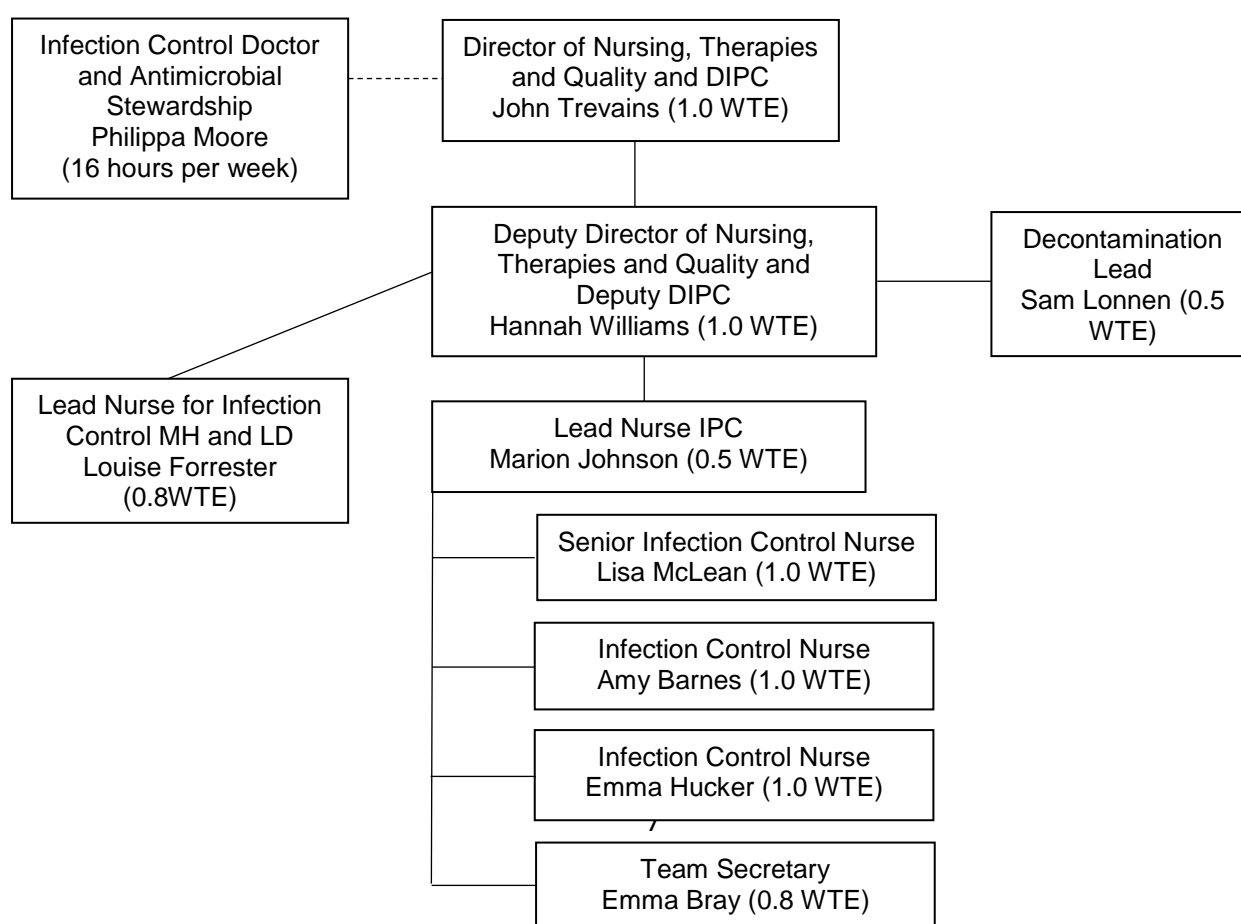 Infection Control Doctor
and Antimicrobial
Stewardship
Philippa Moore
(16 hours per week)
Director of Nursing, Therapies
and Quality and DIPC
John Trevains (1.0 WTE)
Deputy Director of Nursing,
Therapies and Quality and
Deputy DIPC
Hannah Williams (1.0 WTE)
Decontamination
Lead
Sam Lonnen (0.5
WTE)
Lead Nurse for Infection
Control MH and LD
Louise Forrester
(0.8WTE)
Lead Nurse IPC
Marion Johnson (0.5 WTE)
Senior Infection Control Nurse
Lisa McLean (1.0 WTE)
Infection Control Nurse
Amy Barnes (1.0 WTE)
Infection Control Nurse
Emma Hucker (1.0 WTE)
Team Secretary
Emma Bray (0.8 WTE)